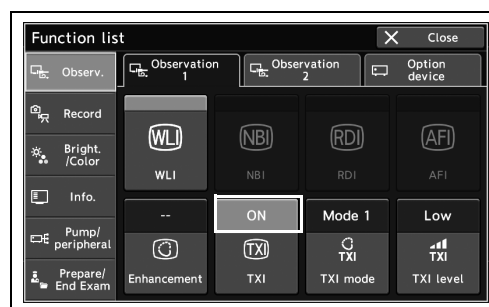 Function list
Close
Observ.
Observation
1
Observation
2
Option
device
Record
Bright.
/Color
Info.
Pump/
peripheral
Prepare/
End Exam
WLI
NBI
RDI
AFI
WLI
NBI
RDI
AFI
--
ON
Mode 1
Low
TXI
TXI
TXI
Enhancement
TXI
TXI mode
TXI level